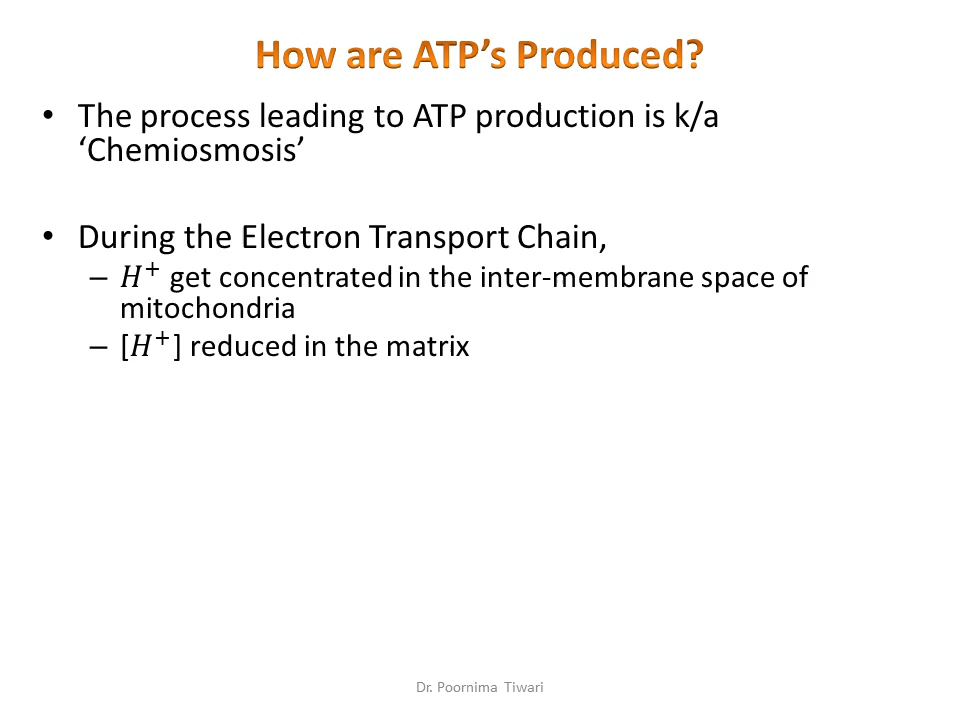 How are ATP’s Produced?
• The process leading to ATP production is k/a
‘Chemiosmosis’
• During the Electron Transport Chain,
– H⁺ get concentrated in the inter-membrane space of
mitochondria
– [H⁺] reduced in the matrix
Dr. Poornima Tiwari